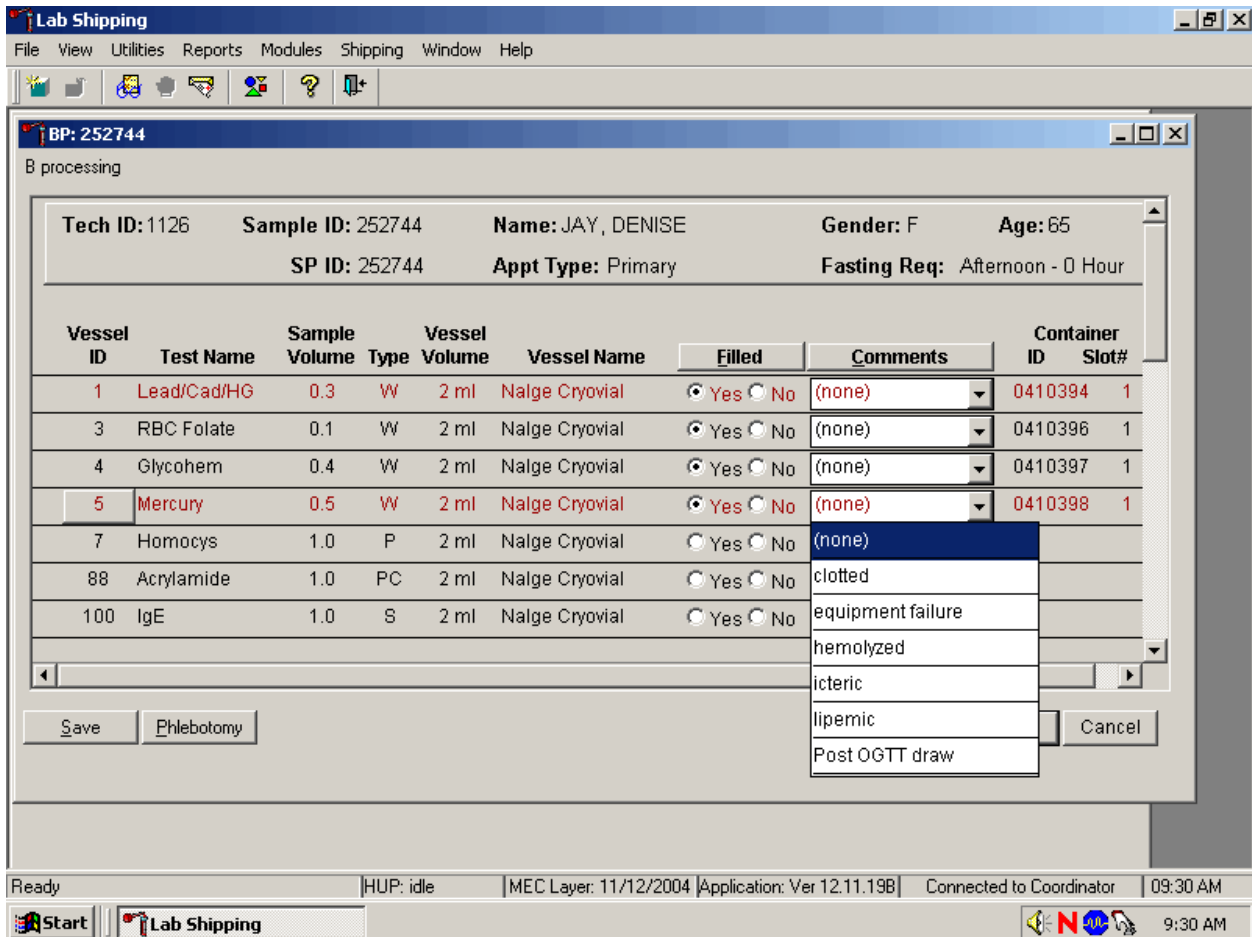 Lab Shipping
File View Utilities Reports Modules Shipping Window Help
BP: 252744
B processing
Tech ID: 1126 Sample ID: 252744 Name: JAY, DENISE Gender: F Age: 65
SP ID: 252744 Appt Type: Primary Fasting Req: Afternoon - 0 Hour
Vessel Sample Vessel Container
ID Test Name Volume Type Volume Vessel Name Filled Comments ID Slot#
1 Lead/Cad/HG 0.3 W 2 ml Nalge Cryovial Yes No (none) 0410394 1
3 RBC Folate 0.1 W 2 ml Nalge Cryovial Yes No (none) 0410396 1
4 Glycohem 0.4 W 2 ml Nalge Cryovial Yes No (none) 0410397 1
5 Mercury 0.5 W 2 ml Nalge Cryovial Yes No (none) 0410398 1
7 Homocys 1.0 P 2 ml Nalge Cryovial Yes No (none)
88 Acrylamide 1.0 PC 2 ml Nalge Cryovial Yes No clotted
100 IgE 1.0 S 2 ml Nalge Cryovial Yes No equipment failure
hemolyzed
icteric
lipemic
Post OGTT draw
Save Phlebotomy Cancel
Ready HUP: idle MEC Layer: 11/12/2004 Application: Ver 12.11.19B Connected to Coordinator 09:30 AM
Start Lab Shipping N 9:30 AM